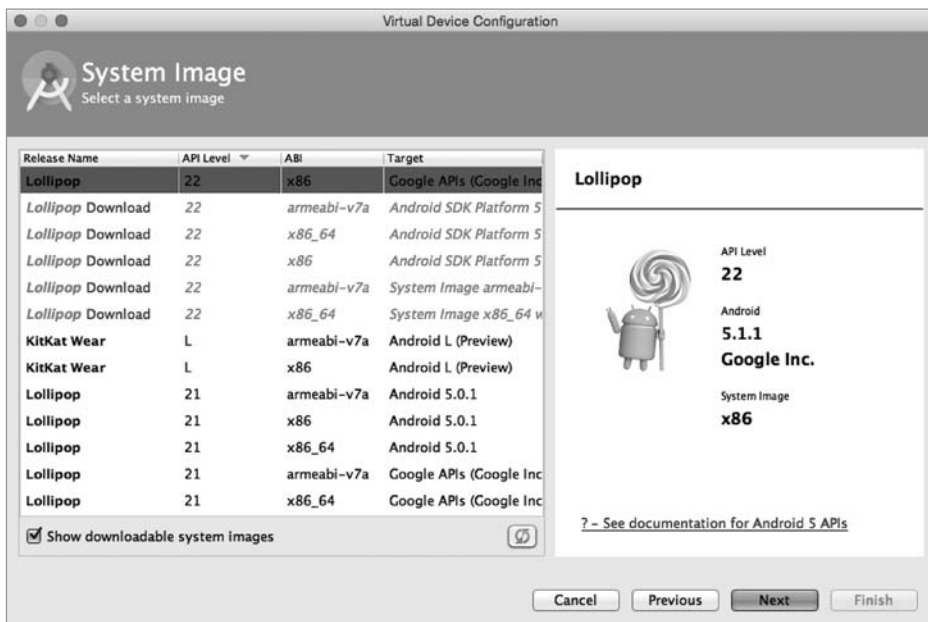 Virtual Device Configuration
System Image
Select a system image
Release Name API Level ABI Target
Lollipop 22 x86 Google APIs (Google Inc
Lollipop Download 22 armeabi-v7a Android SDK Platform 5
Lollipop Download 22 x86_64 Android SDK Platform 5
Lollipop Download 22 x86 Android SDK Platform 5
Lollipop Download 22 armeabi-v7a System Image armeabi-
Lollipop Download 22 x86_64 System Image x86_64 w
KitKat Wear L armeabi-v7a Android L (Preview)
KitKat Wear L x86 Android L (Preview)
Lollipop 21 armeabi-v7a Android 5.0.1
Lollipop 21 x86 Android 5.0.1
Lollipop 21 x86_64 Android 5.0.1
Lollipop 21 armeabi-v7a Google APIs (Google Inc
Lollipop 21 x86_64 Google APIs (Google Inc
Show downloadable system images
Lollipop
API Level
22
Android
5.1.1
Google Inc.
System Image
x86
? - See documentation for Android 5 APIs
Cancel Previous Next Finish